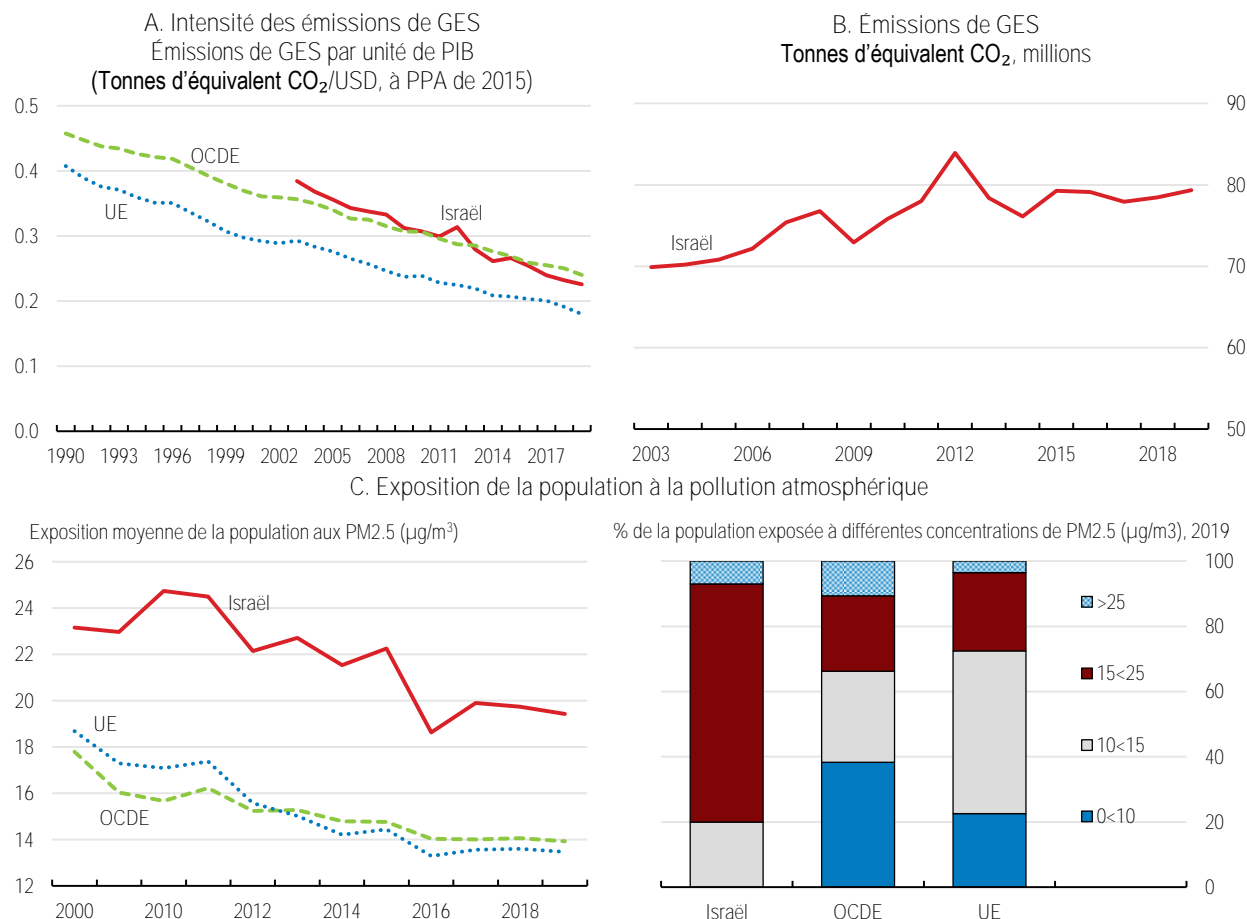 A. Intensité des émissions de GES
Émissions de GES par unité de PIB
(Tonnes d’équivalent CO₂/USD, à PPA de 2015)
0.5
0.4
0.3
0.2
0.1
0.0
OCDE
UE
Israël
1990 1993 1996 1999 2002 2005 2008 2011 2014 2017
B. Émissions de GES
Tonnes d’équivalent CO₂, millions
90
80
70
60
50
Israël
2003 2006 2009 2012 2015 2018
C. Exposition de la population à la pollution atmosphérique
Exposition moyenne de la population aux PM2.5 (µg/m³)
26
24
22
20
18
16
14
12
Israël
UE
OCDE
2000 2010 2012 2014 2016 2018
% de la population exposée à différentes concentrations de PM2.5 (µg/m3), 2019
100
80
60
40
20
0
>25
15<25
10<15
0<10
Israël OCDE UE